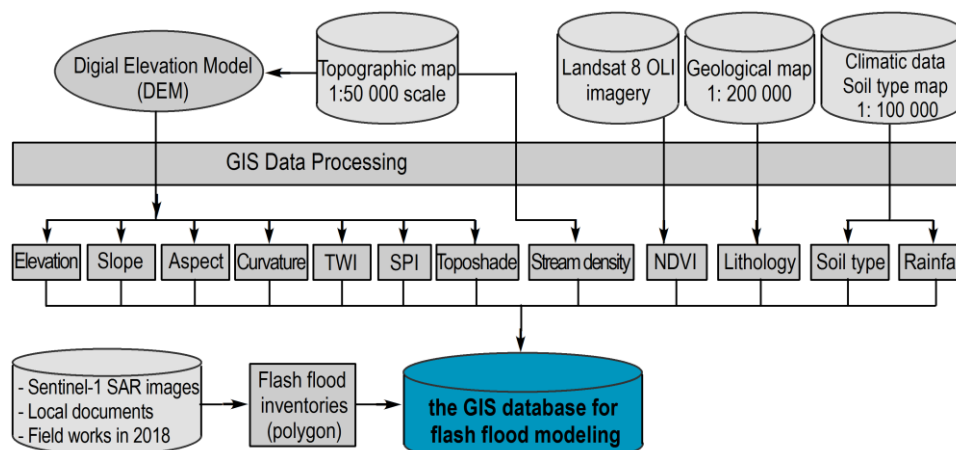 Digial Elevation Model
(DEM)
Topographic map
1:50 000 scale
Landsat 8 OLI
imagery
Geological map
1: 200 000
Climatic data
Soil type map
1: 100 000
GIS Data Processing
Elevation
Slope
Aspect
Curvature
TWI
SPI
Toposhade
Stream density
NDVI
Lithology
Soil type
Rainfa
- Sentinel-1 SAR images
- Local documents
- Field works in 2018
Flash flood
inventories
(polygon)
the GIS database for
flash flood modeling